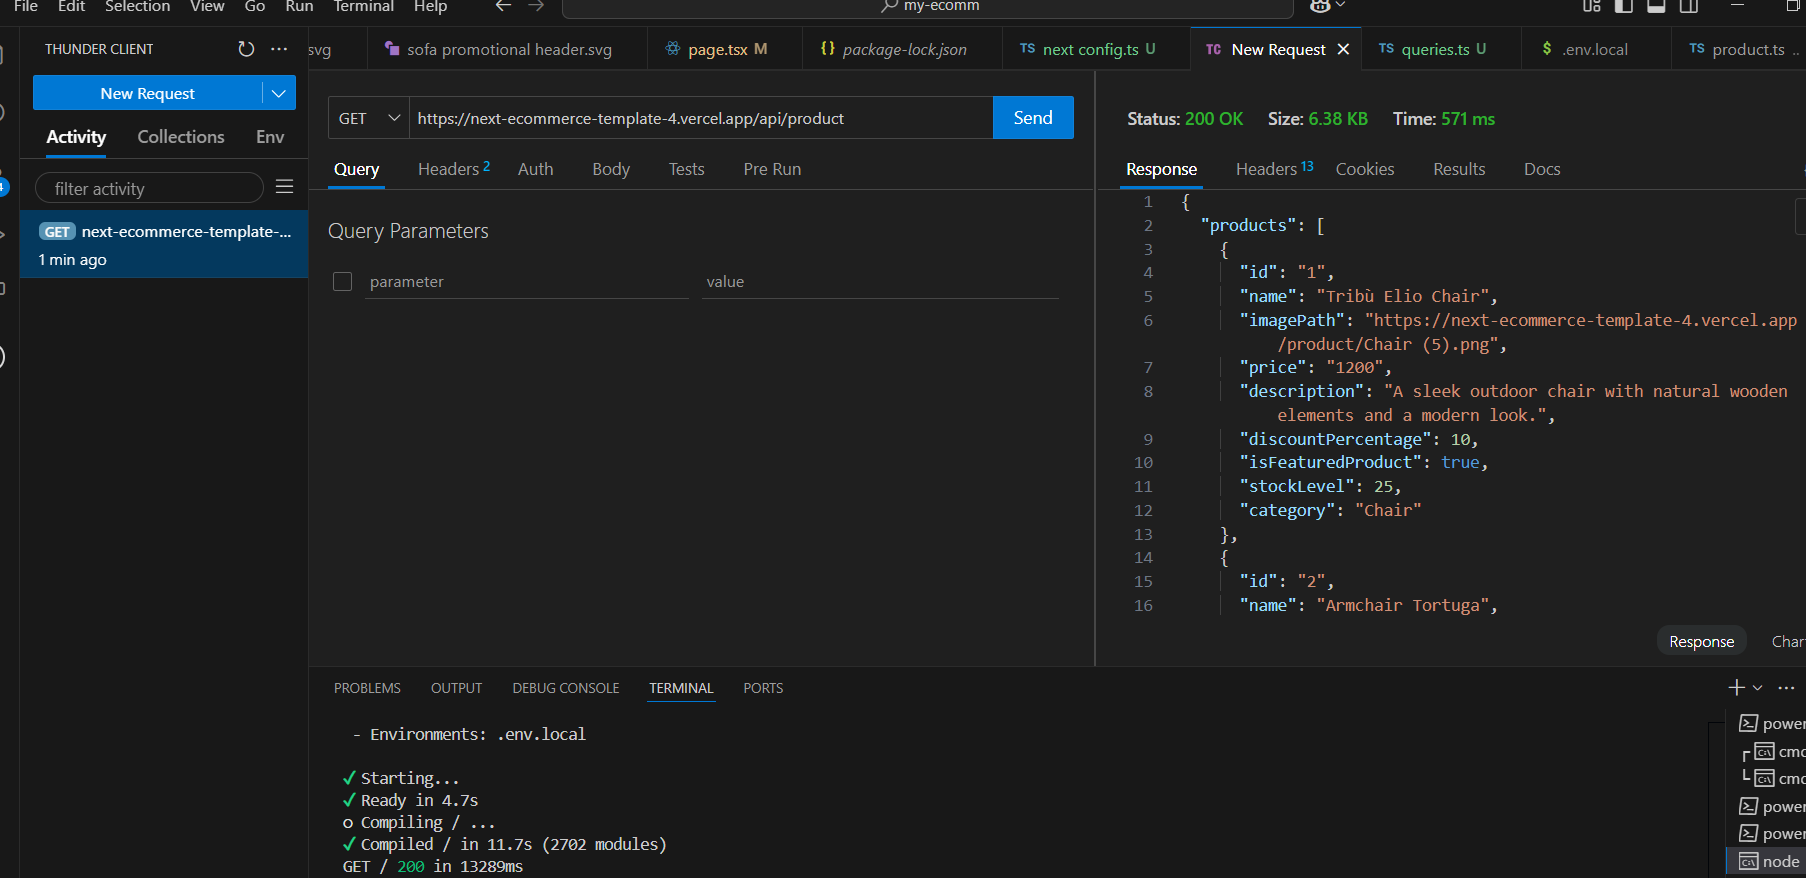 File Edit Selection View Go Run Terminal Help
my-ecomm
THUNDER CLIENT
svg
sofa promotional header.svg
page.tsx M
{} package-lock.json
TS next config.ts U
TC New Request
TS queries.ts U
$ .env.local
TS product.ts ..
New Request
Activity Collections Env
filter activity
GET next-ecommerce-template-...
1 min ago
GET https://next-ecommerce-template-4.vercel.app/api/product Send
Query Headers 2 Auth Body Tests Pre Run
Query Parameters
parameter value
Status: 200 OK Size: 6.38 KB Time: 571 ms
Response Headers 13 Cookies Results Docs
1 {
2 "products": [
3 {
4 "id": "1",
5 "name": "Tribù Elio Chair",
6 "imagePath": "https://next-ecommerce-template-4.vercel.app
/product/Chair (5).png",
7 "price": "1200",
8 "description": "A sleek outdoor chair with natural wooden
elements and a modern look.",
9 "discountPercentage": 10,
10 "isFeaturedProduct": true,
11 "stockLevel": 25,
12 "category": "Chair"
13 },
14 {
15 "id": "2",
16 "name": "Armchair Tortuga",
Response Char
PROBLEMS OUTPUT DEBUG CONSOLE TERMINAL PORTS
- Environments: .env.local
✓ Starting...
✓ Ready in 4.7s
○ Compiling / ...
✓ Compiled / in 11.7s (2702 modules)
GET / 200 in 13289ms
power
cmd
cmd
power
power
node